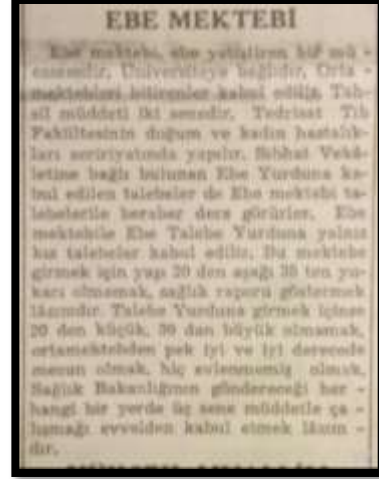 EBE MEKTEBİ
Ebe mektebi, ebe yetiştiren bir mü -
essesedir. Üniversiteye bağlıdır. Orta -
mektebleri bitirenler kabul edilir. Tah-
sil müddeti iki senedir. Tedrisat Tıb
Fakültesinin doğum ve kadın hastalık-
ları seririyatında yapılır. Sıhhat Vekâ-
letine bağlı bulunan Ebe Yurduna ka-
bul edilen talebeler de Ebe mektebi ta-
lebelerile beraber ders görürler. Ebe
mektebile Ebe Talebe Yurduna yalnız
kız talebeler kabul edilir. Bu mektebe
girmek için yaşı 20 den aşağı 35 ten yu-
karı olmamak, sağlık raporu göstermek
lâzımdır. Talebe Yurduna girmek içinse
20 den küçük, 30 dan büyük olmamak,
ortamektebden pek iyi ve iyi derecede
mezun olmak, hiç evlenmemiş olmak,
Sağlık Bakanlığının göndereceği her -
hangi bir yerde üç sene müddetle ça -
lışmağı evvelden kabul etmek lâzım -
dır.